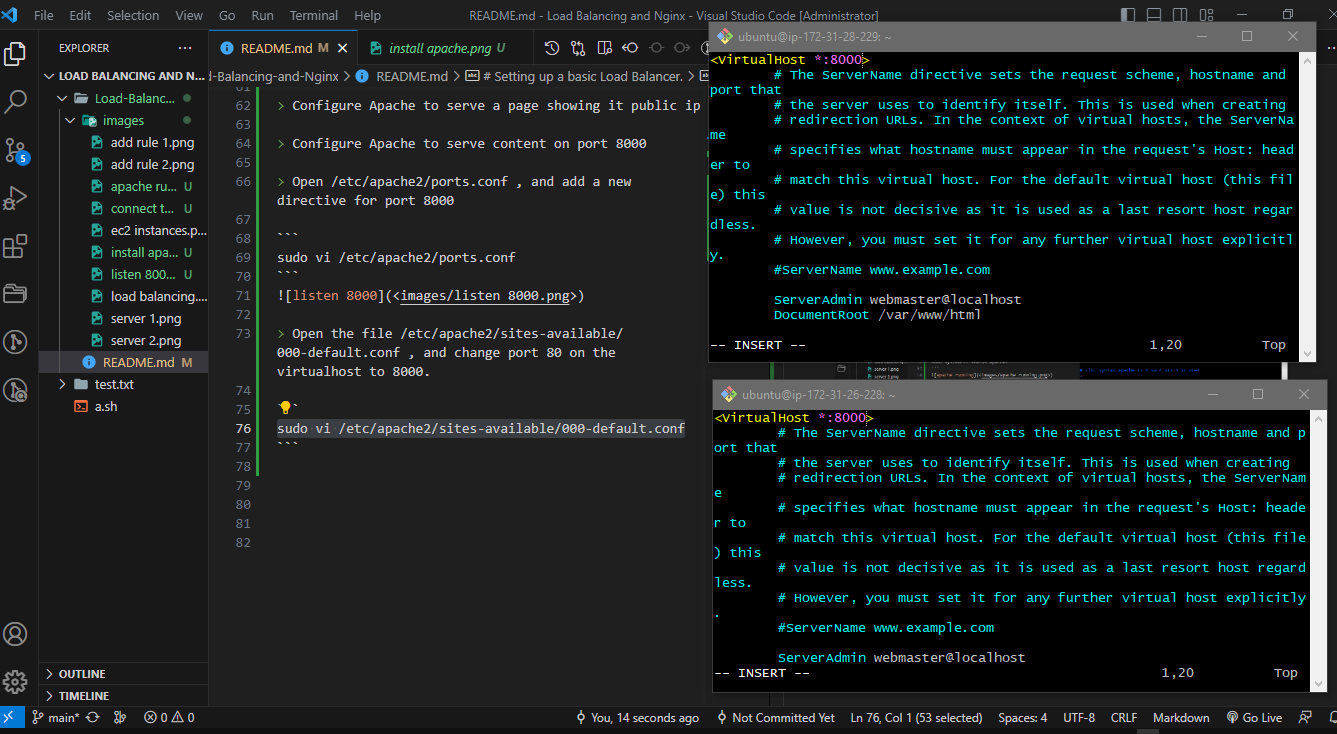 File Edit Selection View Go Run Terminal Help
README.md - Load Balancing and Nginx - Visual Studio Code [Administrator]
EXPLORER
LOAD BALANCING AND N...
Load-Balanc...
images
add rule 1.png
add rule 2.png
apache ru... U
connect t... U
ec2 instances.p...
install apa... U
listen 800... U
load balancing....
server 1.png
server 2.png
README.md M
test.txt
a.sh
OUTLINE
TIMELINE
5
README.md M
install apache.png U
d-Balancing-and-Nginx > README.md > # Setting up a basic Load Balancer. >
61
62 > Configure Apache to serve a page showing it public ip
63
64 > Configure Apache to serve content on port 8000
65
66 > Open /etc/apache2/ports.conf , and add a new
directive for port 8000
67
68 ```
69 sudo vi /etc/apache2/ports.conf
70 ```
71 ![listen 8000](<images/listen 8000.png>)
72
73 > Open the file /etc/apache2/sites-available/
000-default.conf , and change port 80 on the
virtualhost to 8000.
74
75 ```
76 sudo vi /etc/apache2/sites-available/000-default.conf
77 ```
78
79
80
81
82
ubuntu@ip-172-31-28-229: ~
<VirtualHost *:8000>
# The ServerName directive sets the request scheme, hostname and
port that
# the server uses to identify itself. This is used when creating
# redirection URLs. In the context of virtual hosts, the ServerNa
me
# specifies what hostname must appear in the request's Host: head
er to
# match this virtual host. For the default virtual host (this fil
e) this
# value is not decisive as it is used as a last resort host regar
dless.
# However, you must set it for any further virtual host explicitl
y.
#ServerName www.example.com
ServerAdmin webmaster@localhost
DocumentRoot /var/www/html
-- INSERT -- 1,20 Top
ubuntu@ip-172-31-26-228: ~
<VirtualHost *:8000>
# The ServerName directive sets the request scheme, hostname and p
ort that
# the server uses to identify itself. This is used when creating
# redirection URLs. In the context of virtual hosts, the ServerNam
e
# specifies what hostname must appear in the request's Host: heade
r to
# match this virtual host. For the default virtual host (this file
) this
# value is not decisive as it is used as a last resort host regard
less.
# However, you must set it for any further virtual host explicitly
.
#ServerName www.example.com
ServerAdmin webmaster@localhost
-- INSERT -- 1,20 Top
main* 0 0 You, 14 seconds ago Not Committed Yet Ln 76, Col 1 (53 selected) Spaces: 4 UTF-8 CRLF Markdown Go Live